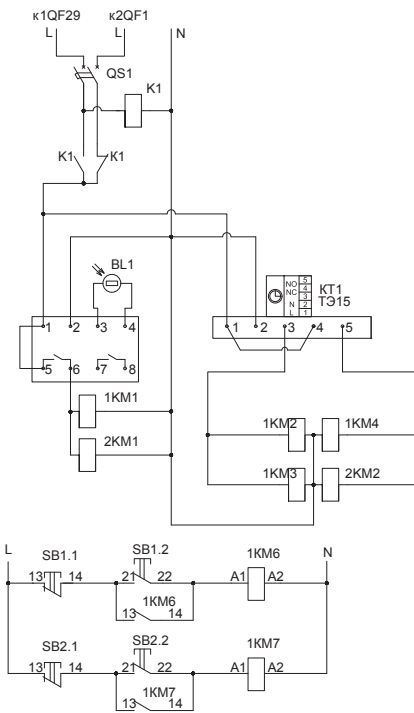 к1QF29 к2QF1
L L N
QS1
K1
K1 K1
BL1
NO 5
NC 4
3
N 2
L 1
KT1
ТЭ15
1 2 3 4
1 2 3 4 5
5 6 7 8
1KM1
2KM1
1KM2 1KM4
1KM3 2KM2
L SB1.1 SB1.2 1KM6 N
13 14 21 22 A1 A2
1KM6
13 14
SB2.1 SB2.2 1KM7
13 14 21 22 A1 A2
1KM7
13 14